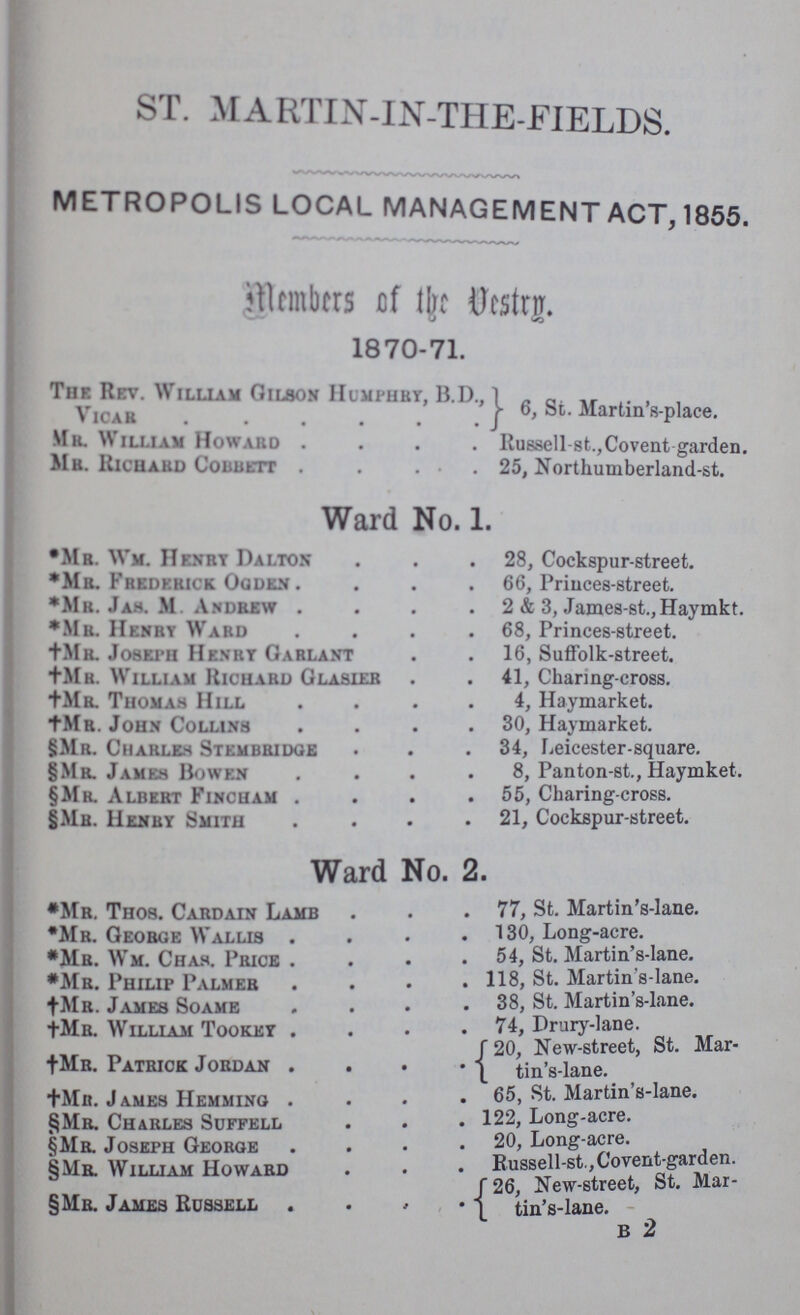 ST. MARTIN-IN-THE-FIELDS.
METROPOLIS LOCAL MANAGEMENT ACT, 1855.
Members of the Vestry.
1870-71.
THE REV. WILLIAM GILSON HUMPHRY, B.D., VICAR . . . . . . } 6, St. Martin's-place.
MR. WILLIAM HOWARD . . . . Russell-st., Covent garden.
MR. RICHARD COBBETT . . . . 25, Northumberland-st.
Ward No. 1.
*MR. WM. HENRY DALTON . . . 28, Cockspur-street.
*MR. FREDERICK OGDEN . . . . 66, Princes-street.
*MR. JAS. M. ANDREW . . . . 2 & 3, James-st., Haymkt.
*MR. HENRY WARD . . . . 68, Princes-street.
†MR. JOSEPH HENRY GARLANT . . 16, Suffolk-street.
†MR. WILLIAM RICHARD GLASIER . . 41, Charing-cross.
†MR. THOMAS HILL . . . . 4, Haymarket.
†MR. JOHN COLLINS . . . . 30, Haymarket.
§MR. CHARLES STEMBRIDGE . . . 34, Leicester-square.
§MR. JAMES BOWEN . . . . 8, Panton-st., Haymket.
§MR. ALBERT FINCHAM . . . . 55, Charing-cross.
§MR. HENRY SMITH . . . . 21, Cockspur-street.
Ward No. 2.
*MR. THOS. CARDAIN LAMB . . . 77, St. Martin's-lane.
*MR. GEORGE WALLIS . . . . 130, Long-acre.
*MR. WM. CHAS. PRICE . . . . 54, St. Martin's-lane.
*MR. PHILIP PALMER . . . . 118, St. Martin's-lane.
†MR. JAMES SOAME . . . . 38, St. Martin's-lane.
†MR. WILLIAM TOOKEY . . . . 74, Drury-lane.
†MR. PATRICK JORDAN . . . . { 20, New-street, St. Mar-
tin's-lane.
†MR. JAMES HEMMING . . . . 65, St. Martin's-lane.
§MR. CHARLES SUFFELL . . . 122, Long-acre.
§MR. JOSEPH GEORGE . . . . 20, Long-acre.
§MR. WILLIAM HOWARD . . . Russell-st., Covent-garden.
§MR. JAMES RUSSELL . . . . { 26, New-street, St. Mar-
tin's-lane.
B 2